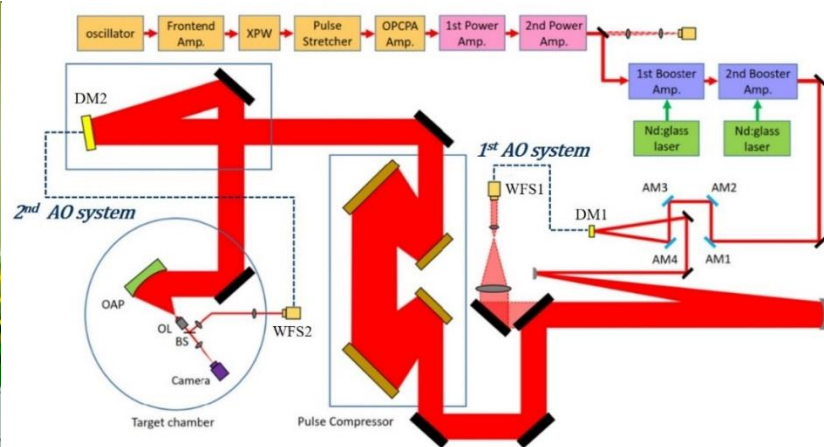 oscillator
Frontend
Amp.
XPW
Pulse
Stretcher
OPCPA
Amp.
1st Power
Amp.
2nd Power
Amp.
1st Booster
Amp.
2nd Booster
Amp.
Nd:glass
laser
Nd:glass
laser
DM2
1st AO system
WFS1
DM1
AM3
AM2
AM4
AM1
2nd AO system
OAP
OL
BS
WFS2
Camera
Target chamber
Pulse Compressor